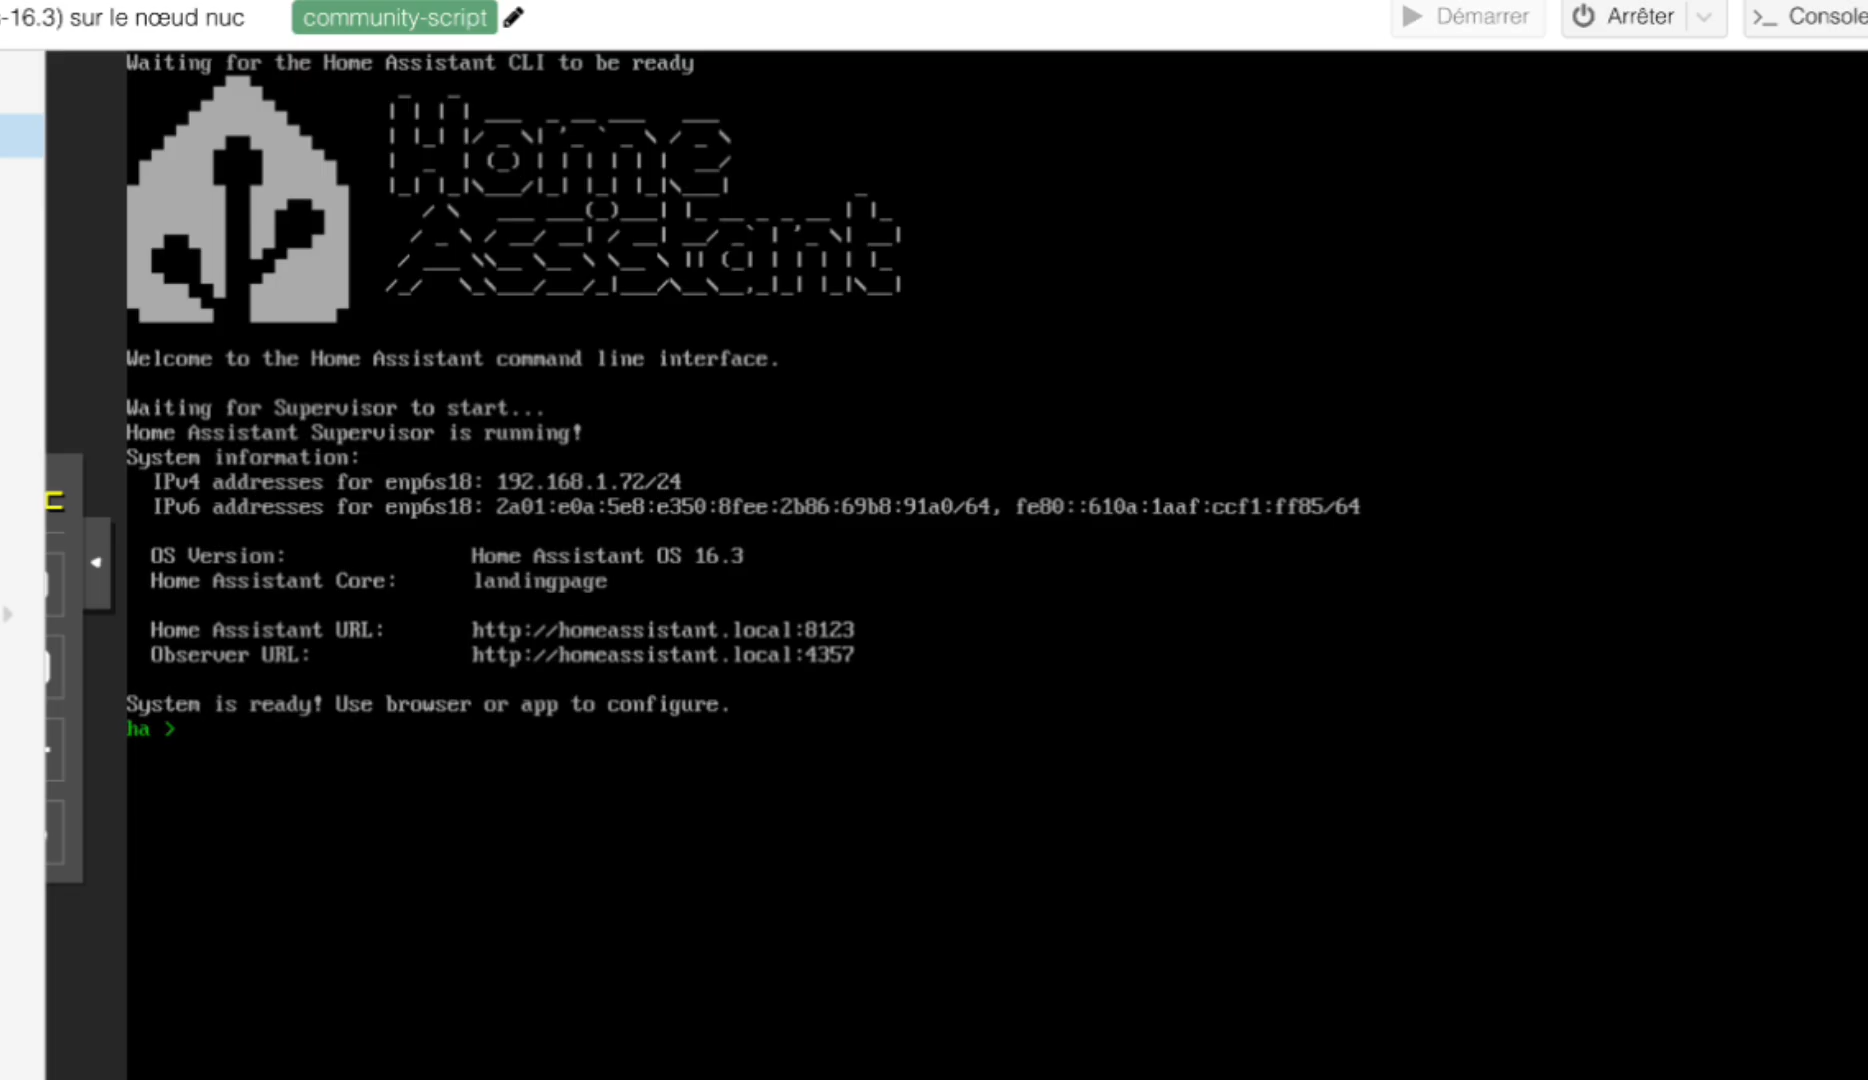 -16.3) sur le nœud nuc community-script Démarrer Arrêter >_ Console
Waiting for the Home Assistant CLI to be ready
Home
Assistant
Welcome to the Home Assistant command line interface.
Waiting for Supervisor to start...
Home Assistant Supervisor is running!
System information:
IPv4 addresses for enp6s18: 192.168.1.72/24
IPv6 addresses for enp6s18: 2a01:e0a:5e8:e350:8fee:2b86:69b8:91a0/64, fe80::610a:1aaf:ccf1:ff85/64
OS Version: Home Assistant OS 16.3
Home Assistant Core: landingpage
Home Assistant URL: http://homeassistant.local:8123
Observer URL: http://homeassistant.local:4357
System is ready! Use browser or app to configure.
ha >